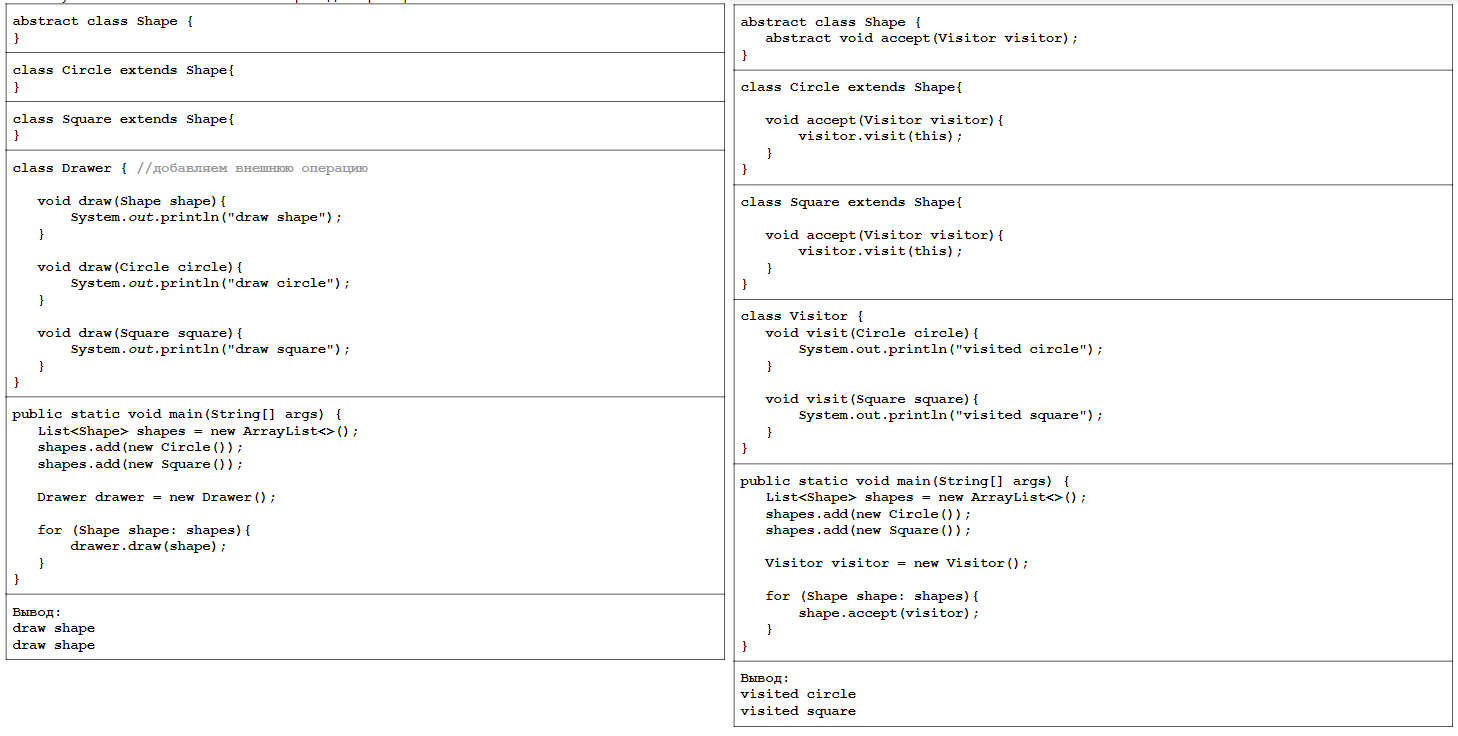 abstract class Shape {
}
class Circle extends Shape{
}
class Square extends Shape{
}
class Drawer { //добавляем внешнюю операцию
void draw(Shape shape){
System.out.println("draw shape");
}
void draw(Circle circle){
System.out.println("draw circle");
}
void draw(Square square){
System.out.println("draw square");
}
}
public static void main(String[] args) {
List<Shape> shapes = new ArrayList<>();
shapes.add(new Circle());
shapes.add(new Square());
Drawer drawer = new Drawer();
for (Shape shape: shapes){
drawer.draw(shape);
}
}
Вывод:
draw shape
draw shape
abstract class Shape {
abstract void accept(Visitor visitor);
}
class Circle extends Shape{
void accept(Visitor visitor){
visitor.visit(this);
}
}
class Square extends Shape{
void accept(Visitor visitor){
visitor.visit(this);
}
}
class Visitor {
void visit(Circle circle){
System.out.println("visited circle");
}
void visit(Square square){
System.out.println("visited square");
}
}
public static void main(String[] args) {
List<Shape> shapes = new ArrayList<>();
shapes.add(new Circle());
shapes.add(new Square());
Visitor visitor = new Visitor();
for (Shape shape: shapes){
shape.accept(visitor);
}
}
Вывод:
visited circle
visited square